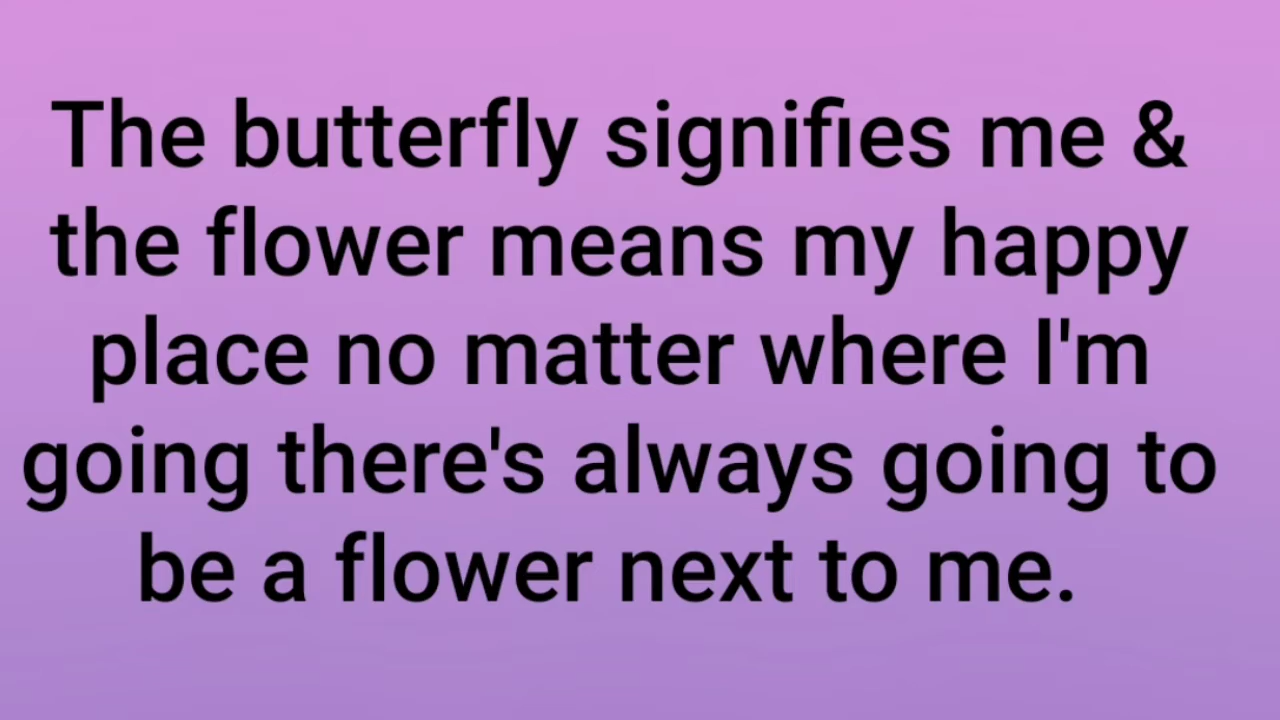 The butterfly signifies me &
the flower means my happy
place no matter where I'm
going there's always going to
be a flower next to me.